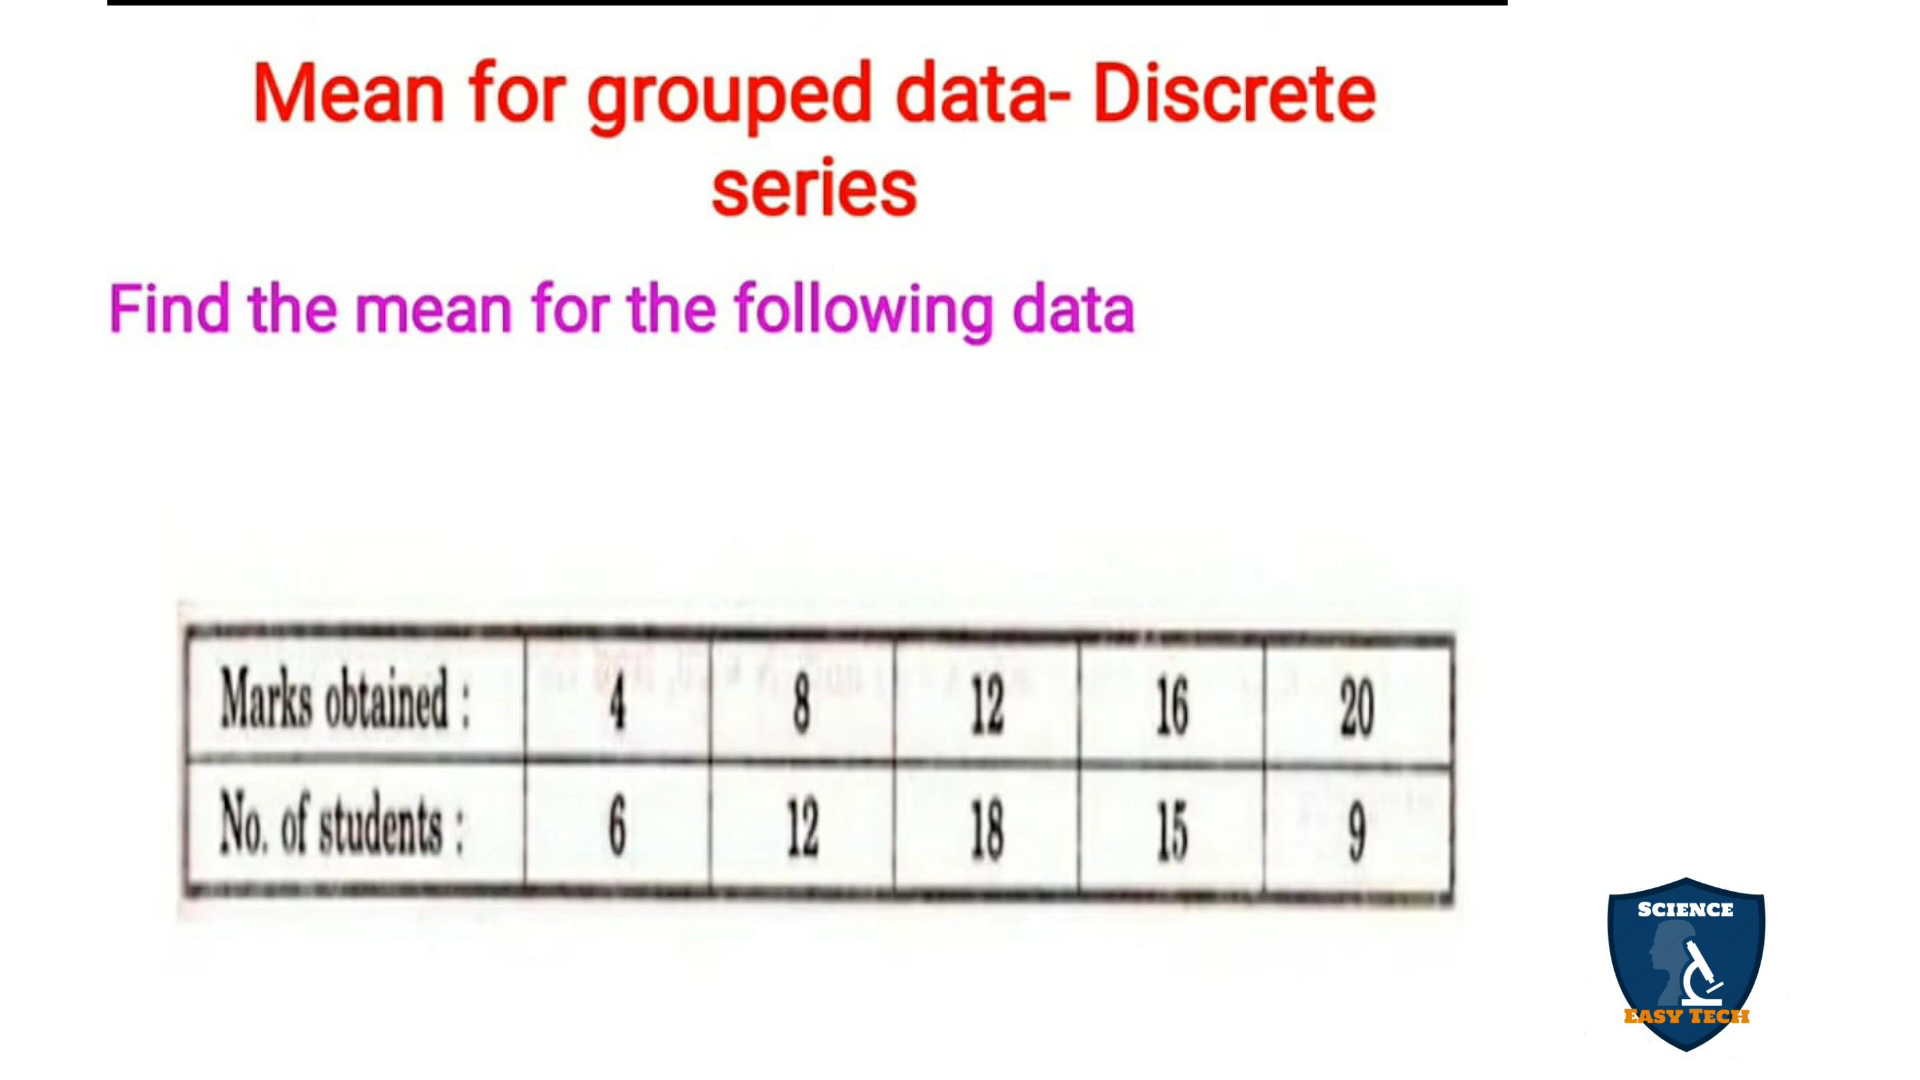 Mean for grouped data- Discrete
series
Find the mean for the following data
Marks obtained : 4 8 12 16 20
No. of students : 6 12 18 15 9
SCIENCE
EASY TECH